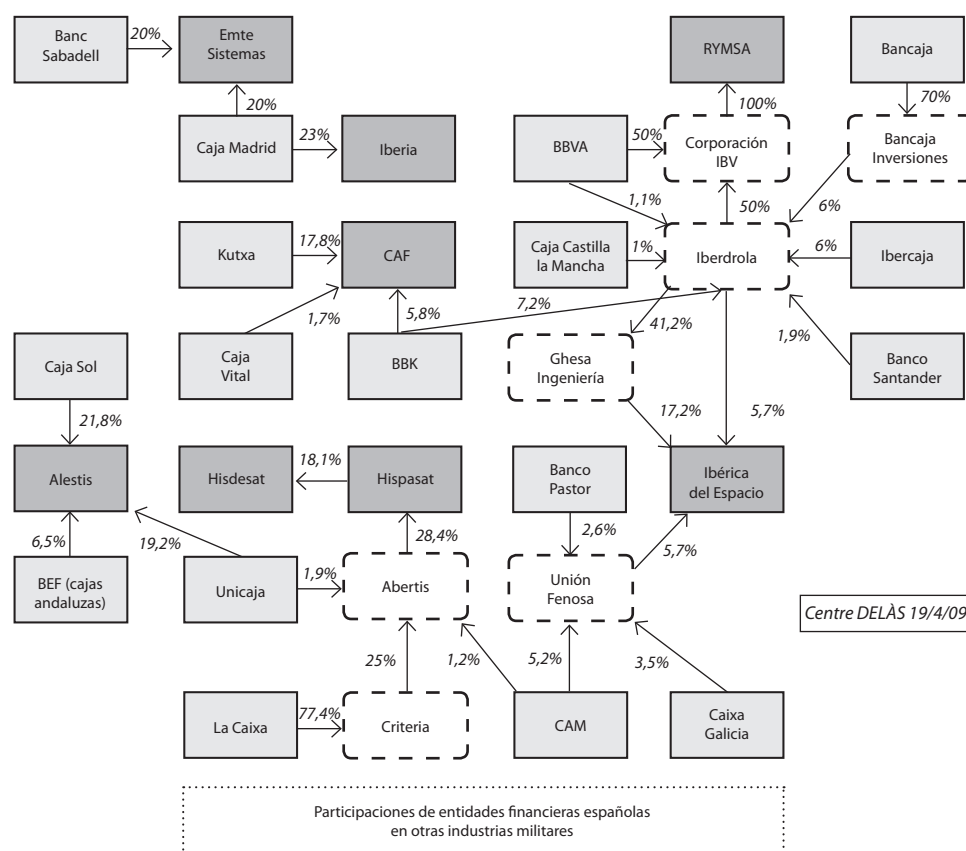 Banc
Sabadell
20%
Emte
Sistemas
RYMSA
Bancaja
20%
100%
70%
Caja Madrid
23%
Iberia
BBVA
50%
Corporación
IBV
Bancaja
Inversiones
1,1%
50%
6%
Kutxa
17,8%
CAF
Caja Castilla
la Mancha
1%
Iberdrola
6%
Ibercaja
1,7%
5,8%
7,2%
41,2%
1,9%
Caja Sol
Caja
Vital
BBK
Ghesa
Ingeniería
Banco
Santander
21,8%
17,2%
5,7%
Alestis
Hisdesat
18,1%
Hispasat
Banco
Pastor
Ibérica
del Espacio
6,5%
19,2%
28,4%
2,6%
5,7%
BEF (cajas
andaluzas)
Unicaja
1,9%
Abertis
Unión
Fenosa
Centre DELÀS 19/4/09
25%
1,2%
5,2%
3,5%
La Caixa
77,4%
Criteria
CAM
Caixa
Galicia
Participaciones de entidades financieras españolas
en otras industrias militares